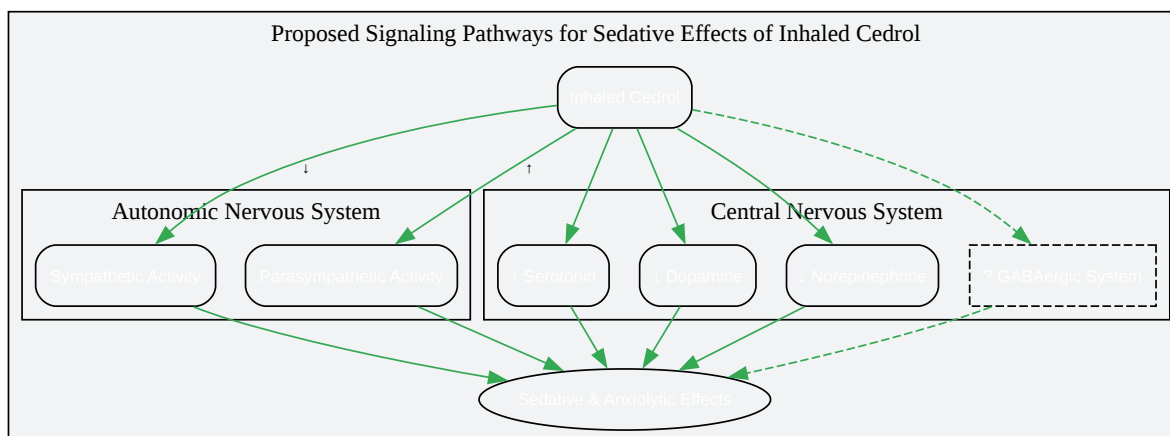 Proposed Signaling Pathways for Sedative Effects of Inhaled Cedrol
Inhaled Cedrol
↓
↑
Autonomic Nervous System
Central Nervous System
Sympathetic Activity
Parasympathetic Activity
↑ Serotonin
↓ Dopamine
↓ Norepinephrine
? GABAergic System
Sedative & Anxiolytic Effects